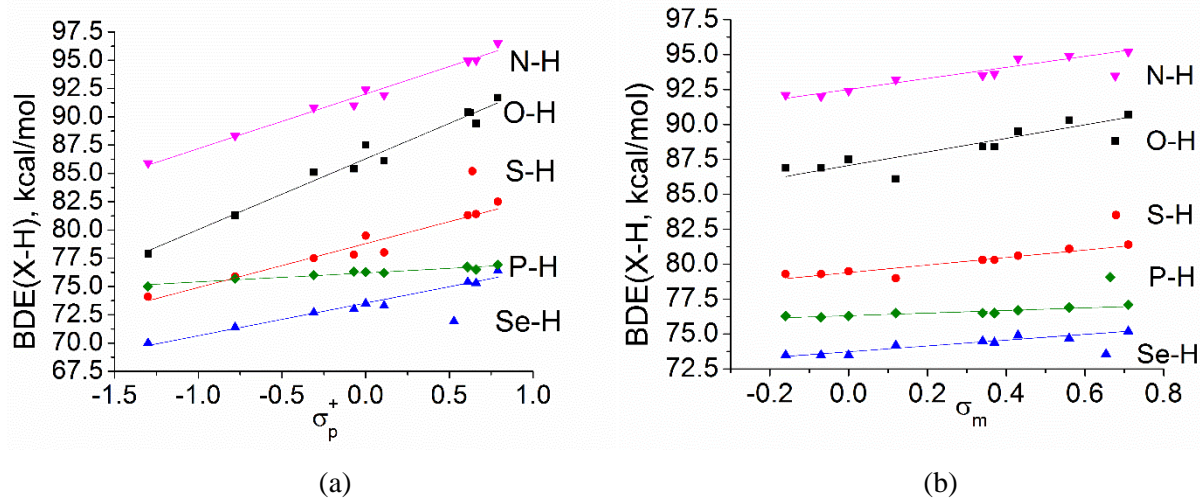 BDE(X-H), kcal/mol
97.5
95.0
92.5
90.0
87.5
85.0
82.5
80.0
77.5
75.0
72.5
70.0
67.5
N-H
O-H
S-H
P-H
Se-H
-1.5 -1.0 -0.5 0.0 0.5 1.0
σp+
(a)
BDE(X-H, kcal/mol)
97.5
95.0
92.5
90.0
87.5
85.0
82.5
80.0
77.5
75.0
72.5
N-H
O-H
S-H
P-H
Se-H
-0.2 0.0 0.2 0.4 0.6 0.8
σm
(b)